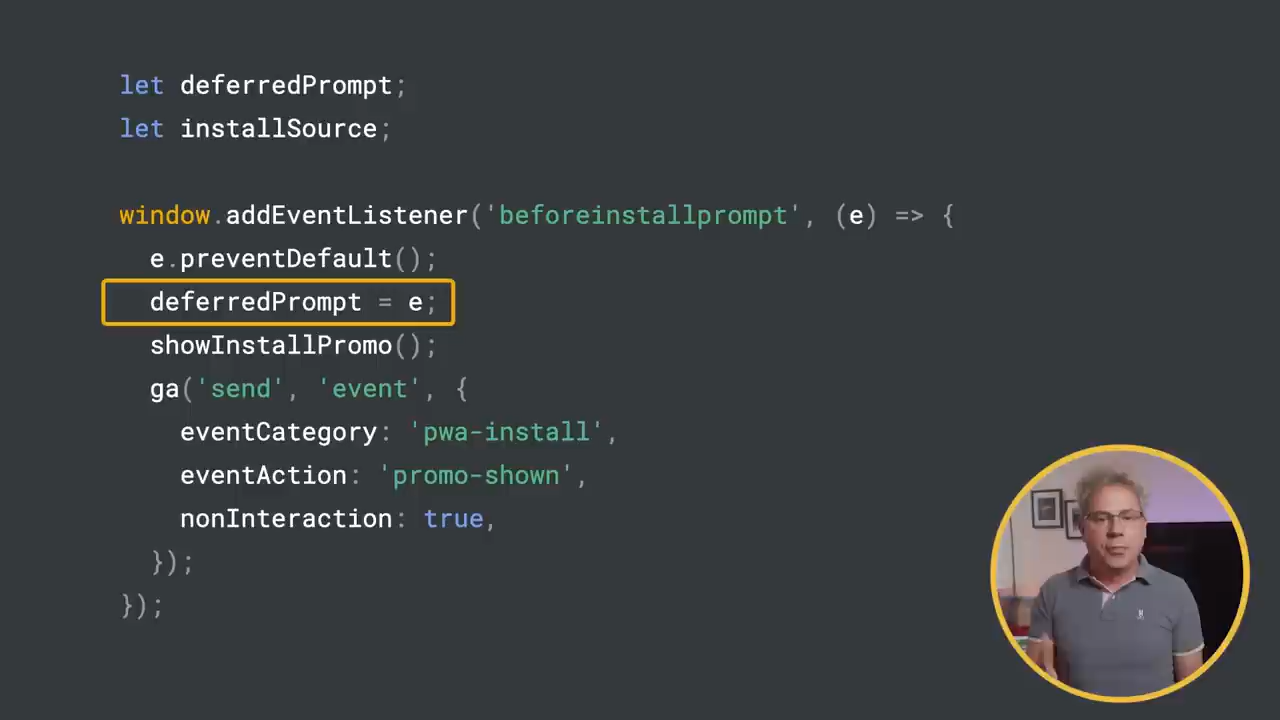 let deferredPrompt;
let installSource;
window.addEventListener('beforeinstallprompt', (e) => {
e.preventDefault();
deferredPrompt = e;
showInstallPromo();
ga('send', 'event', {
eventCategory: 'pwa-install',
eventAction: 'promo-shown',
nonInteraction: true,
});
});